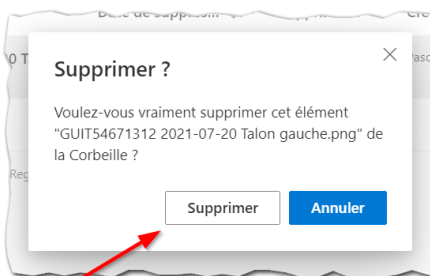 Supprimer ?
Voulez-vous vraiment supprimer cet élément
"GUIT54671312 2021-07-20 Talon gauche.png" de
la Corbeille ?
Supprimer
Annuler